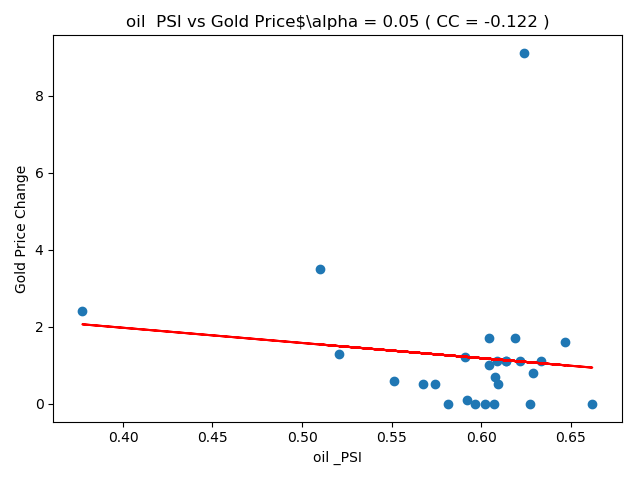 oil  PSI vs Gold Price$\alpha = 0.05 ( CC = -0.122 )
Gold Price Change
8
6
4
2
0
0.40 0.45 0.50 0.55 0.60 0.65
oil _PSI